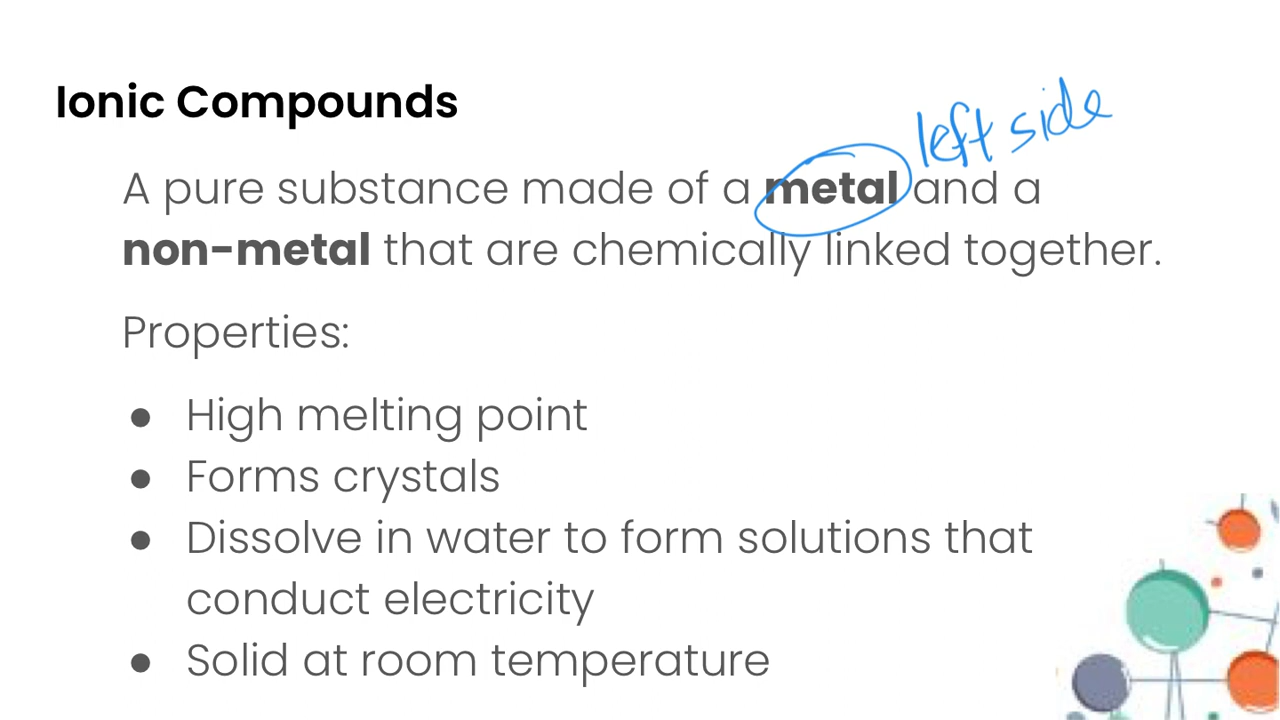 Ionic Compounds
left side
A pure substance made of a metal and a
non-metal that are chemically linked together.
Properties:
● High melting point
● Forms crystals
● Dissolve in water to form solutions that
conduct electricity
● Solid at room temperature